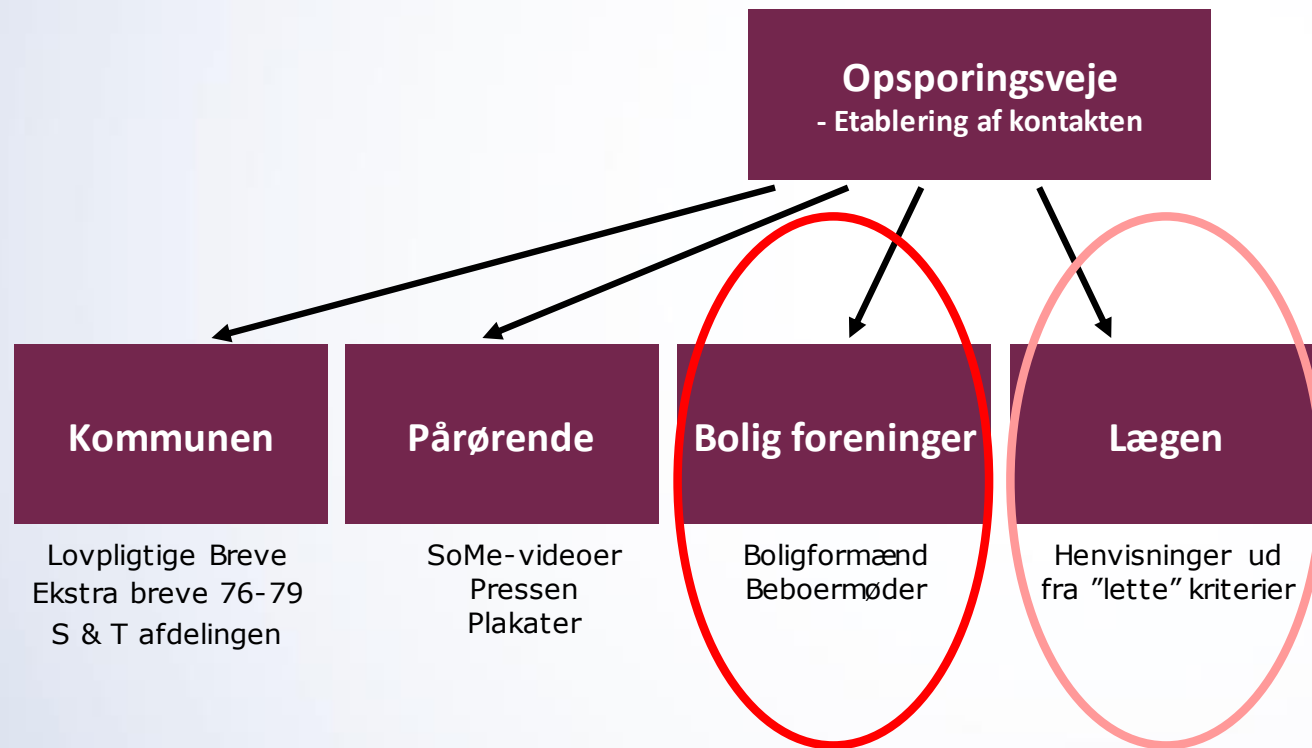 Opsporingsveje
- Etablering af kontakten
Kommunen
Lovpligtige Breve
Ekstra breve 76-79
S & T afdelingen
Pårørende
SoMe-videoer
Pressen
Plakater
Bolig foreninger
Boligformænd
Beboermøder
Lægen
Henvisninger ud
fra ”lette” kriterier